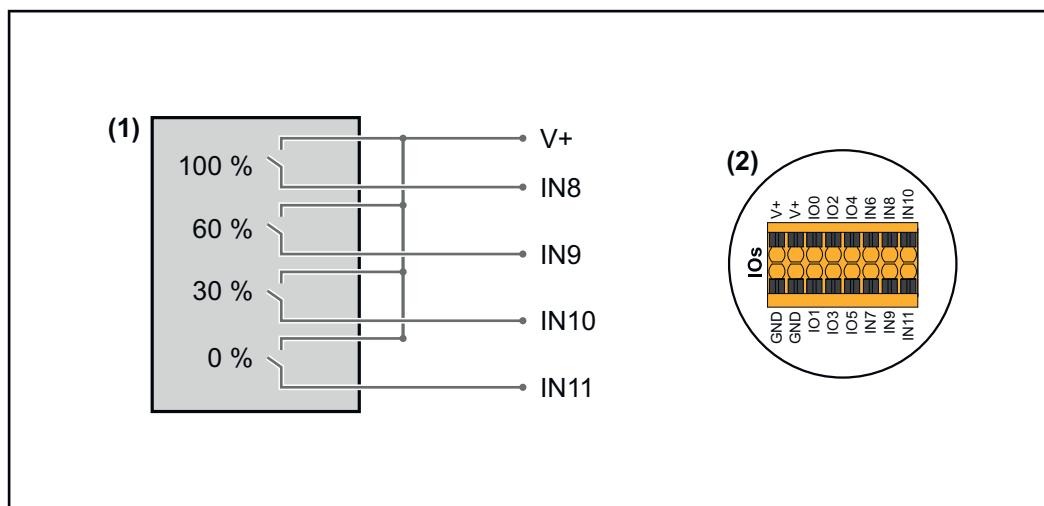 (1)
100 %
60 %
30 %
0 %
V+
IN8
IN9
IN10
IN11
(2)
V+ V+ IO0 IO2 IO4 IN6 IN8 IN10
IOs
GND GND IO1 IO3 IO5 IN7 IN9 IN11